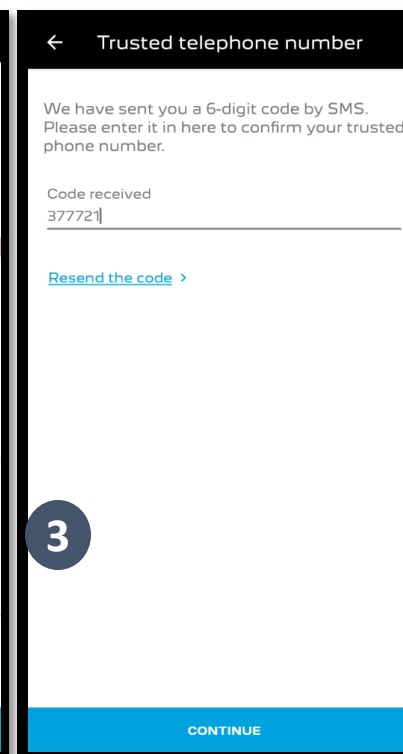 ← Trusted telephone number
We have sent you a 6-digit code by SMS.
Please enter it in here to confirm your trusted
phone number.
Code received
377721
Resend the code >
3
CONTINUE